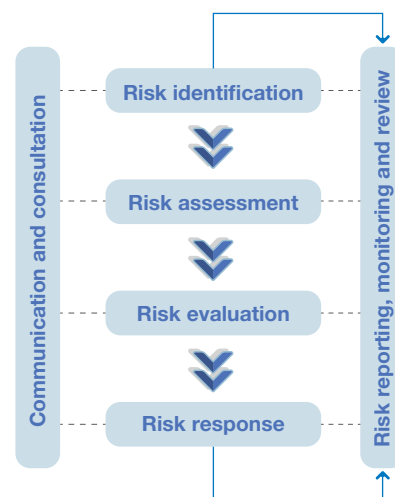 Communication and consultation
Risk identification
Risk assessment
Risk evaluation
Risk response
Risk reporting, monitoring and review